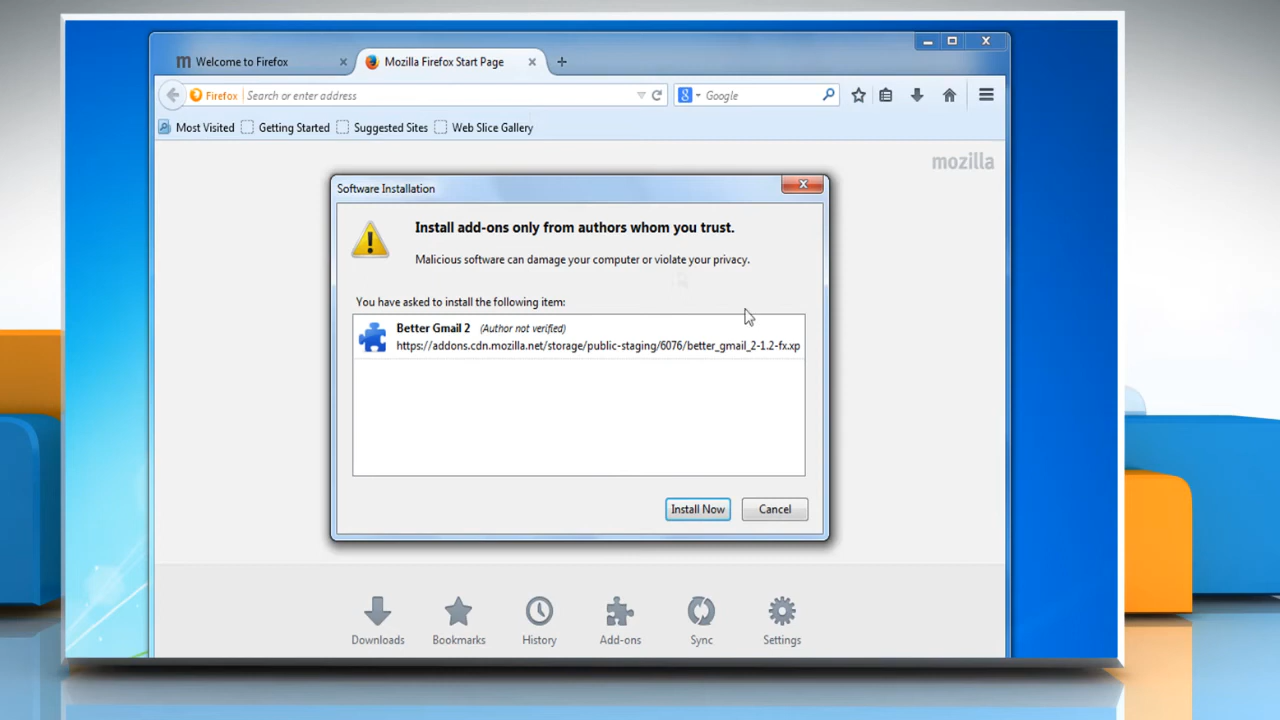 Welcome to Firefox
Mozilla Firefox Start Page
Firefox
Search or enter address
Google
Most Visited
Getting Started
Suggested Sites
Web Slice Gallery
mozilla
Software Installation
Install add-ons only from authors whom you trust.
Malicious software can damage your computer or violate your privacy.
You have asked to install the following item:
Better Gmail 2 (Author not verified)
https://addons.cdn.mozilla.net/storage/public-staging/6076/better_gmail_2-1.2-fx.xp
Install Now
Cancel
Downloads
Bookmarks
History
Add-ons
Sync
Settings